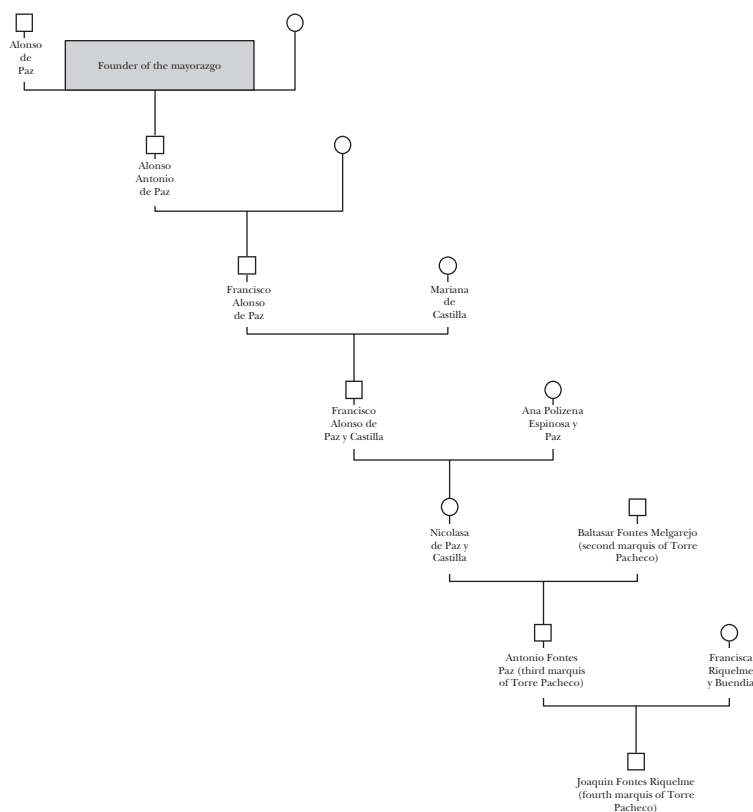 Alonso
de
Paz
Founder of the mayorazgo
Alonso
Antonio
de Paz
Francisco
Alonso
de Paz
Mariana
de
Castilla
Francisco
Alonso de
Paz y Castilla
Ana Polizena
Espinosa y
Paz
Nicolasa
de Paz y
Castilla
Baltasar Fontes Melgarejo
(second marquis of Torre
Pacheco)
Antonio Fontes
Paz (third marquis
of Torre Pacheco)
Francisca
Riquelme
y Buendia
Joaquin Fontes Riquelme
(fourth marquis of Torre
Pacheco)